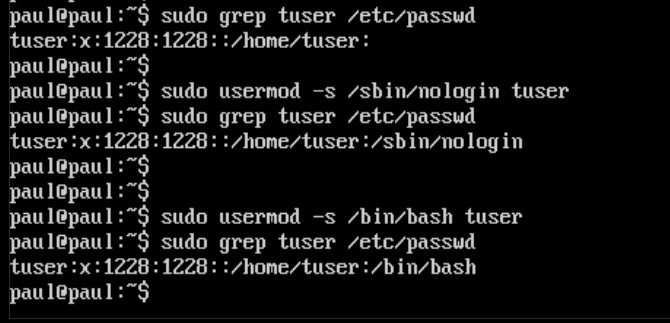 paul@paul:~$ sudo grep tuser /etc/passwd
tuser:x:1228:1228::/home/tuser:
paul@paul:~$
paul@paul:~$ sudo usermod -s /sbin/nologin tuser
paul@paul:~$ sudo grep tuser /etc/passwd
tuser:x:1228:1228::/home/tuser:/sbin/nologin
paul@paul:~$
paul@paul:~$
paul@paul:~$ sudo usermod -s /bin/bash tuser
paul@paul:~$ sudo grep tuser /etc/passwd
tuser:x:1228:1228::/home/tuser:/bin/bash
paul@paul:~$